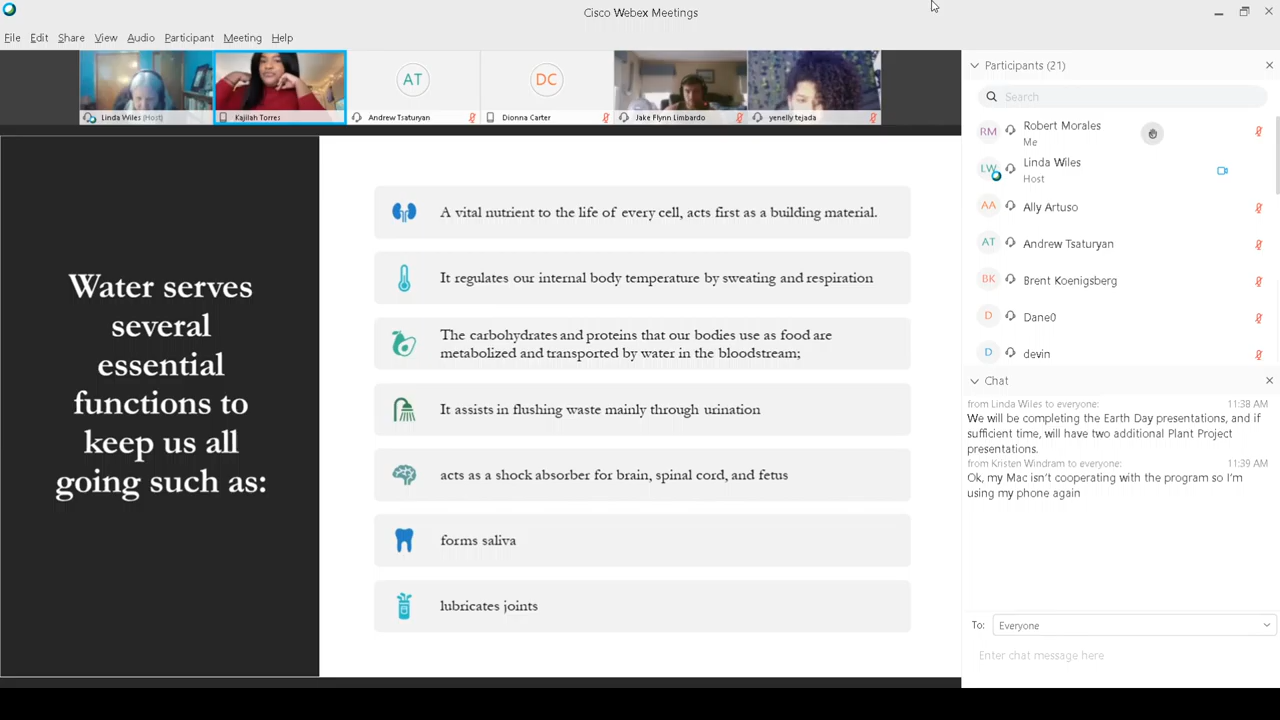 Cisco Webex Meetings
File Edit Share View Audio Participant Meeting Help
Linda Wiles (Host)
Kajilah Torres
AT
Andrew Tsaturyan
DC
Dionna Carter
Jake Flynn Limbardo
yenelly tejada
Water serves
several
essential
functions to
keep us all
going such as:
A vital nutrient to the life of every cell, acts first as a building material.
It regulates our internal body temperature by sweating and respiration
The carbohydrates and proteins that our bodies use as food are
metabolized and transported by water in the bloodstream;
It assists in flushing waste mainly through urination
acts as a shock absorber for brain, spinal cord, and fetus
forms saliva
lubricates joints
Participants (21)
Search
RM Robert Morales
Me
LW Linda Wiles
Host
AA Ally Artuso
AT Andrew Tsaturyan
BK Brent Koenigsberg
D Dane0
D devin
Chat
from Linda Wiles to everyone: 11:38 AM
We will be completing the Earth Day presentations, and if
sufficient time, will have two additional Plant Project
presentations.
from Kristen Windram to everyone: 11:39 AM
Ok, my Mac isn't cooperating with the program so I'm
using my phone again
To: Everyone
Enter chat message here